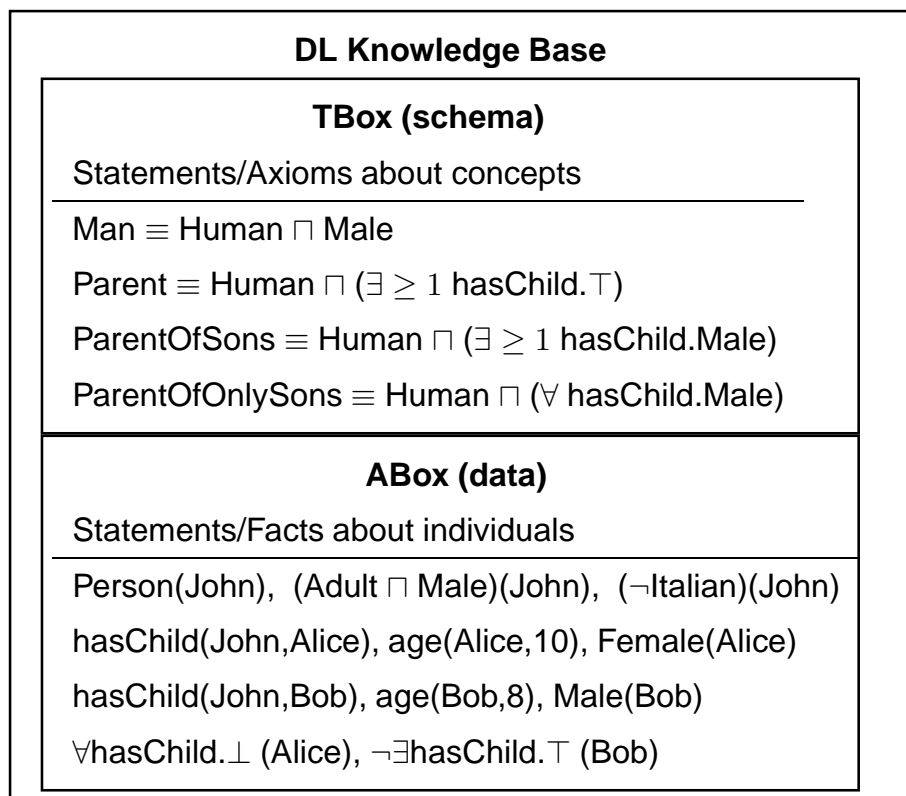 DL Knowledge Base
TBox (schema)
Statements/Axioms about concepts
Man ≡ Human ⊓ Male
Parent ≡ Human ⊓ (∃ ≥ 1 hasChild.⊤)
ParentOfSons ≡ Human ⊓ (∃ ≥ 1 hasChild.Male)
ParentOfOnlySons ≡ Human ⊓ (∀ hasChild.Male)
ABox (data)
Statements/Facts about individuals
Person(John), (Adult ⊓ Male)(John), (¬Italian)(John)
hasChild(John,Alice), age(Alice,10), Female(Alice)
hasChild(John,Bob), age(Bob,8), Male(Bob)
∀hasChild.⊥ (Alice), ¬∃hasChild.⊤ (Bob)